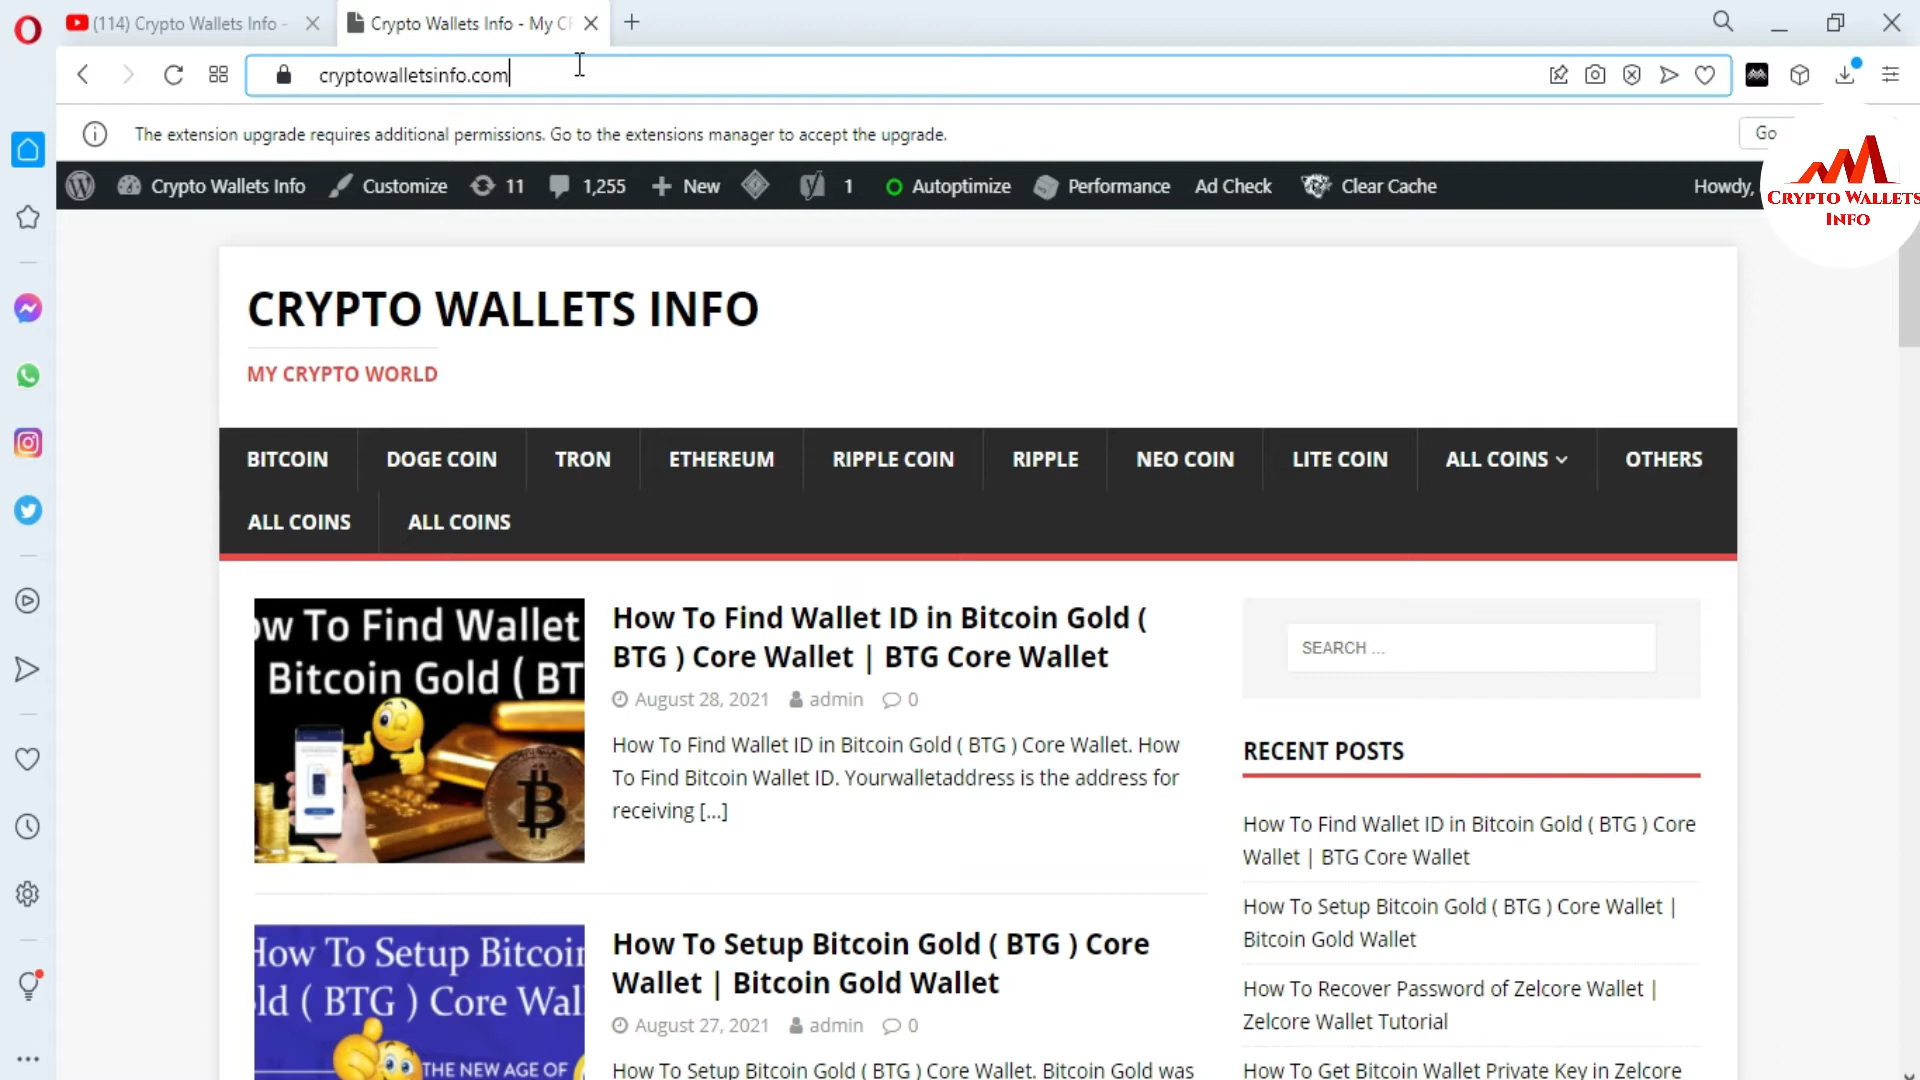 (114) Crypto Wallets Info -
Crypto Wallets Info - My C
cryptowalletsinfo.com
The extension upgrade requires additional permissions. Go to the extensions manager to accept the upgrade.
Go
Crypto Wallets Info
Customize
11
1,255
New
1
Autoptimize
Performance
Ad Check
Clear Cache
Howdy,
CRYPTO WALLETS
INFO
CRYPTO WALLETS INFO
MY CRYPTO WORLD
BITCOIN
DOGE COIN
TRON
ETHEREUM
RIPPLE COIN
RIPPLE
NEO COIN
LITE COIN
ALL COINS
OTHERS
ALL COINS
ALL COINS
ow To Find Wallet
Bitcoin Gold ( BT
How To Find Wallet ID in Bitcoin Gold (
BTG ) Core Wallet | BTG Core Wallet
August 28, 2021 admin 0
How To Find Wallet ID in Bitcoin Gold ( BTG ) Core Wallet. How
To Find Bitcoin Wallet ID. Yourwalletaddress is the address for
receiving [...]
SEARCH ...
RECENT POSTS
How To Find Wallet ID in Bitcoin Gold ( BTG ) Core
Wallet | BTG Core Wallet
How To Setup Bitcoin Gold ( BTG ) Core Wallet |
Bitcoin Gold Wallet
How To Recover Password of Zelcore Wallet |
Zelcore Wallet Tutorial
How To Get Bitcoin Wallet Private Key in Zelcore
How To Setup Bitcoin
ld ( BTG ) Core Wal
THE NEW AGE OF
How To Setup Bitcoin Gold ( BTG ) Core
Wallet | Bitcoin Gold Wallet
August 27, 2021 admin 0
How To Setup Bitcoin Gold ( BTG ) Core Wallet. Bitcoin Gold was